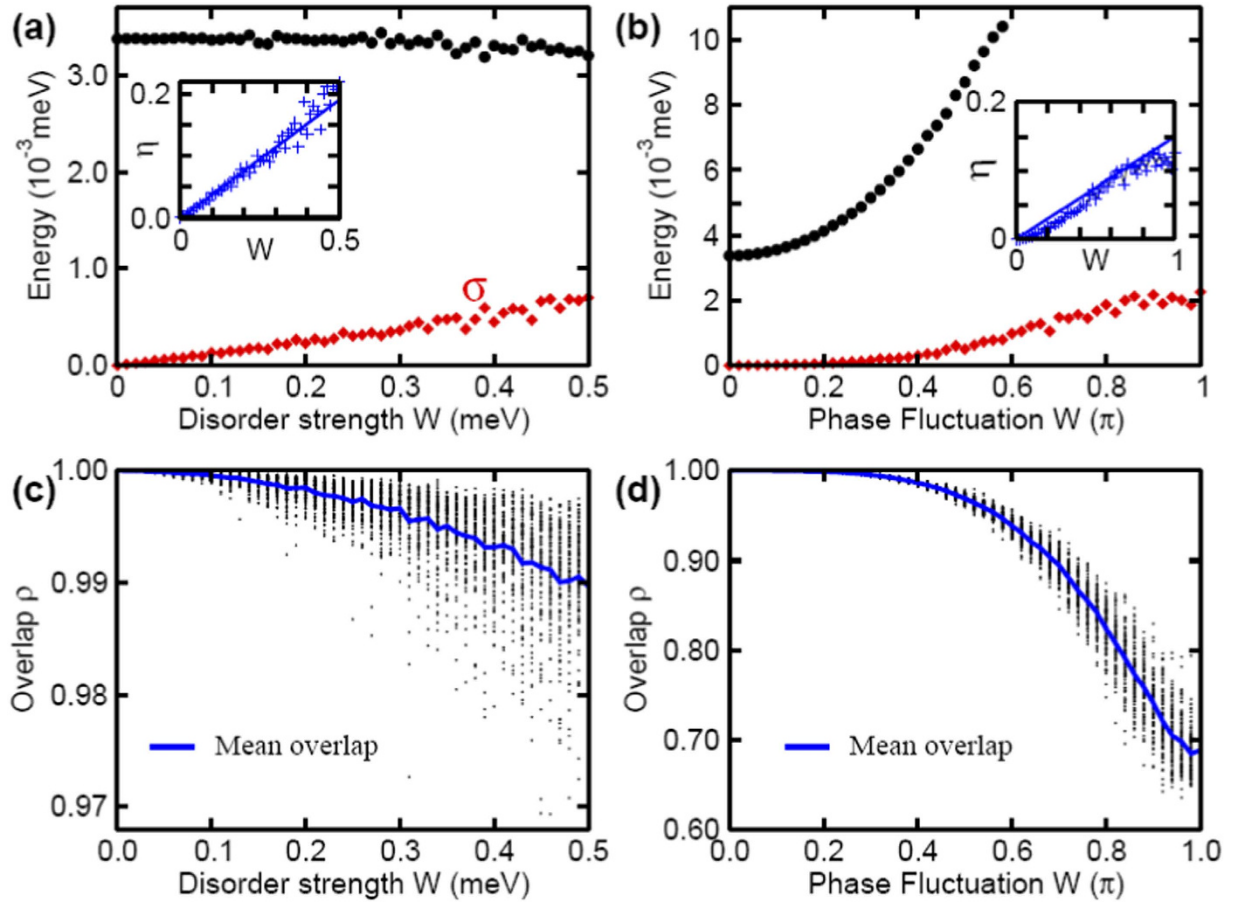 (a)
Energy (10⁻³meV)
3.0
2.0
1.0
0.0
0.0
0.1
0.2
0.3
0.4
0.5
Disorder strength W (meV)
σ
0.2
0.0
η
0
W
0.5
(b)
Energy (10⁻³meV)
10
8
6
4
2
0
0.0
0.2
0.4
0.6
0.8
1
Phase Fluctuation W (π)
0.2
0
η
0
W
1
(c)
Overlap ρ
1.00
0.99
0.98
0.97
Mean overlap
0.0
0.1
0.2
0.3
0.4
0.5
Disorder strength W (meV)
(d)
Overlap ρ
1.00
0.90
0.80
0.70
0.60
Mean overlap
0.0
0.2
0.4
0.6
0.8
1.0
Phase Fluctuation W (π)